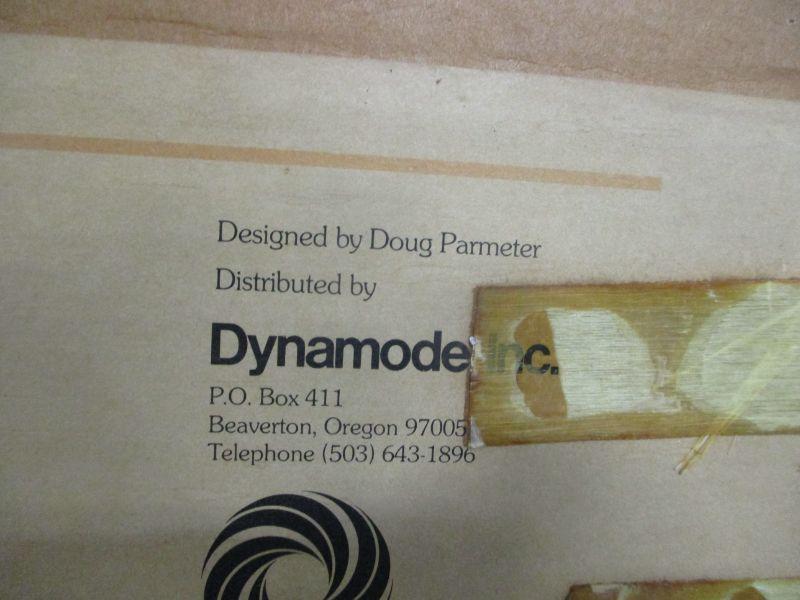 Designed by Doug Parmeter
Distributed by
Dynamode Inc.
P.O. Box 411
Beaverton, Oregon 97005
Telephone (503) 643-1896